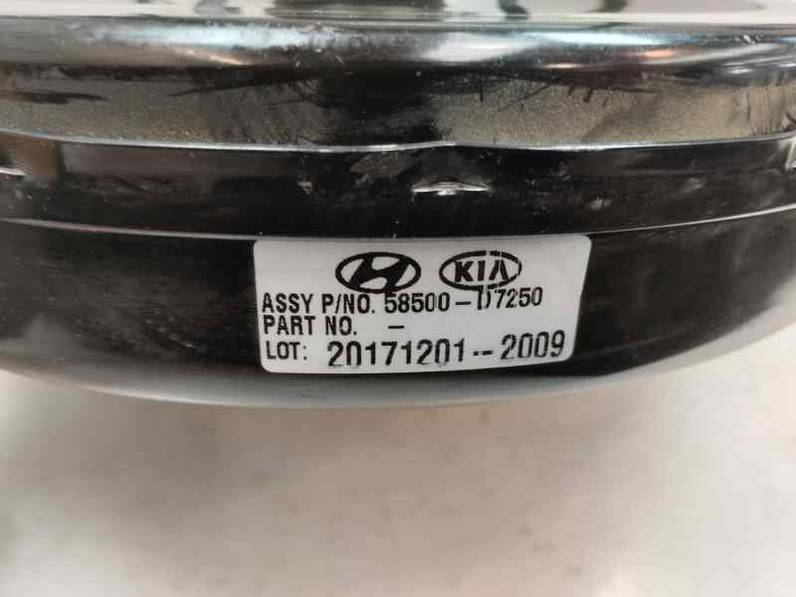 KIA
ASSY P/NO. 58500-D7250
PART NO. -
LOT: 20171201--2009